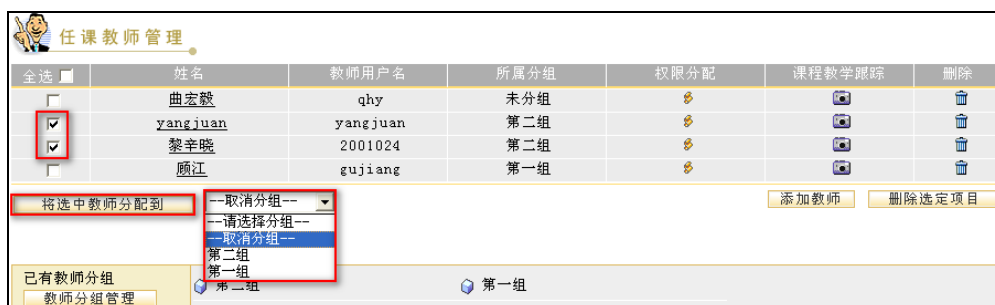 任课教师管理
全选 姓名 教师用户名 所属分组 权限分配 课程教学跟踪 删除
曲宏毅 qhy 未分组
yangjuan yangjuan 第二组
黎辛晓 2001024 第二组
顾江 gujiang 第一组
将选中教师分配到 --取消分组-- 添加教师 删除选定项目
--请选择分组--
--取消分组--
第二组
第一组
已有教师分组 第二组 第一组
教师分组管理